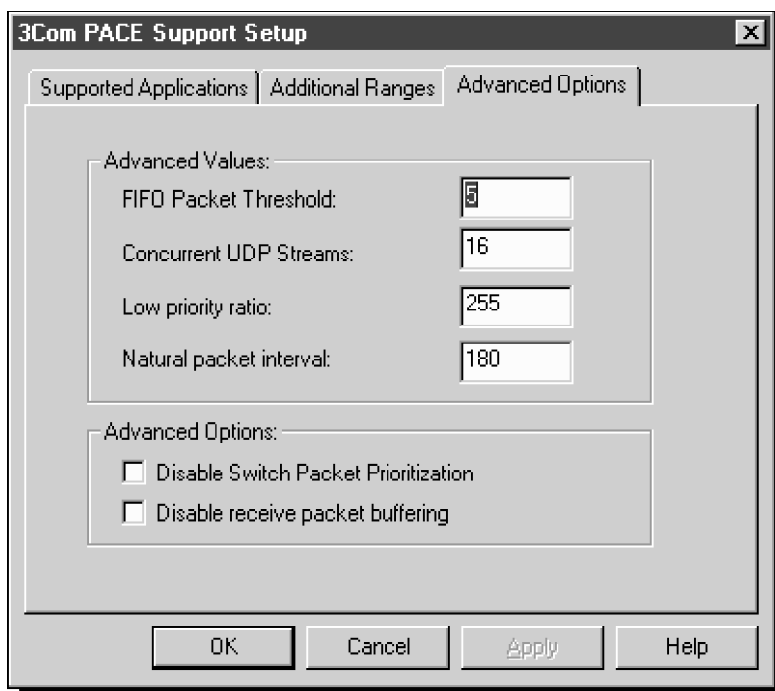 3Com PACE Support Setup
Supported Applications Additional Ranges Advanced Options
Advanced Values:
FIFO Packet Threshold: 5
Concurrent UDP Streams: 16
Low priority ratio: 255
Natural packet interval: 180
Advanced Options:
Disable Switch Packet Prioritization
Disable receive packet buffering
OK Cancel Apply Help